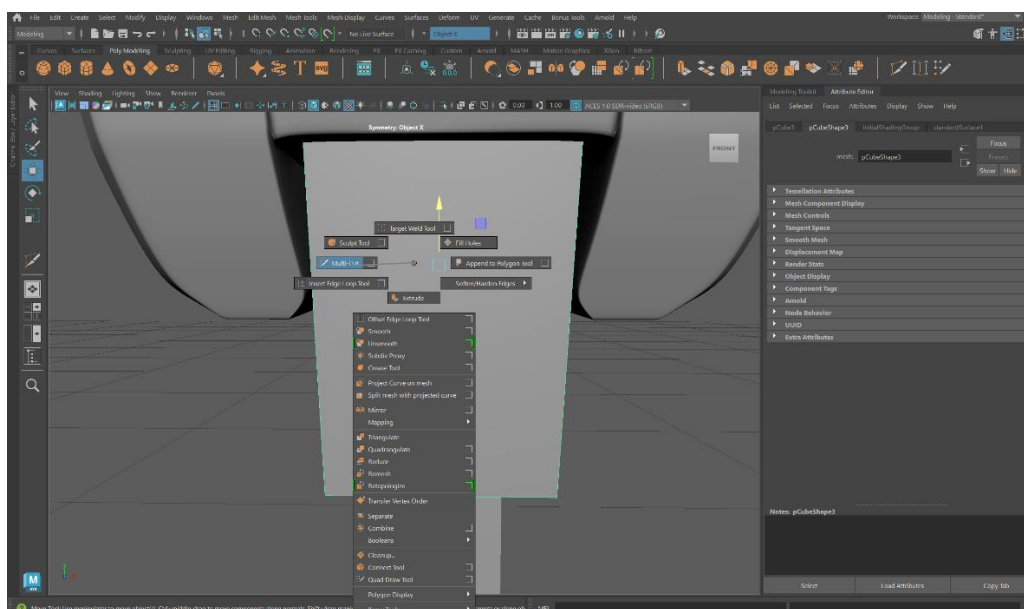 File Edit Create Select Modify Display Windows Mesh Edit Mesh Mesh Tools Mesh Display Curves Surfaces Deform UV Generate Cache Bonus Tools Arnold Help
Workspace: Modeling - Standard*
Modeling
No Live Surface
Object X
Curves Surfaces Poly Modeling Sculpting UV Editing Rigging Animation Rendering FX FX Caching Custom Arnold MASH Motion Graphics XGen Bifrost
View Shading Lighting Show Renderer Panels
0.00 1.00 ACES 1.0 SDR-video (sRGB)
Symmetry: Object X
FRONT
Target Weld Tool
Sculpt Tool
Fill Holes
Multi-Cut
Append to Polygon Tool
Insert Edge Loop Tool
Soften/Harden Edges
Extrude
Offset Edge Loop Tool
Smooth
Unsmooth
Subdiv Proxy
Crease Tool
Project Curve on mesh
Split mesh with projected curve
Mirror
Mapping
Triangulate
Quadrangulate
Reduce
Remesh
Retopologize
Transfer Vertex Order
Separate
Combine
Booleans
Cleanup...
Connect Tool
Quad Draw Tool
Polygon Display
Modeling Toolkit Attribute Editor
List Selected Focus Attributes Display Show Help
pCube3 pCubeShape3 initialShadingGroup standardSurface1
mesh: pCubeShape3
Focus
Presets
Show Hide
Tessellation Attributes
Mesh Component Display
Mesh Controls
Tangent Space
Smooth Mesh
Displacement Map
Render Stats
Object Display
Component Tags
Arnold
Node Behavior
UUID
Extra Attributes
Notes: pCubeShape3
Select Load Attributes Copy Tab
Channel Box / Layer Editor
M
MEL